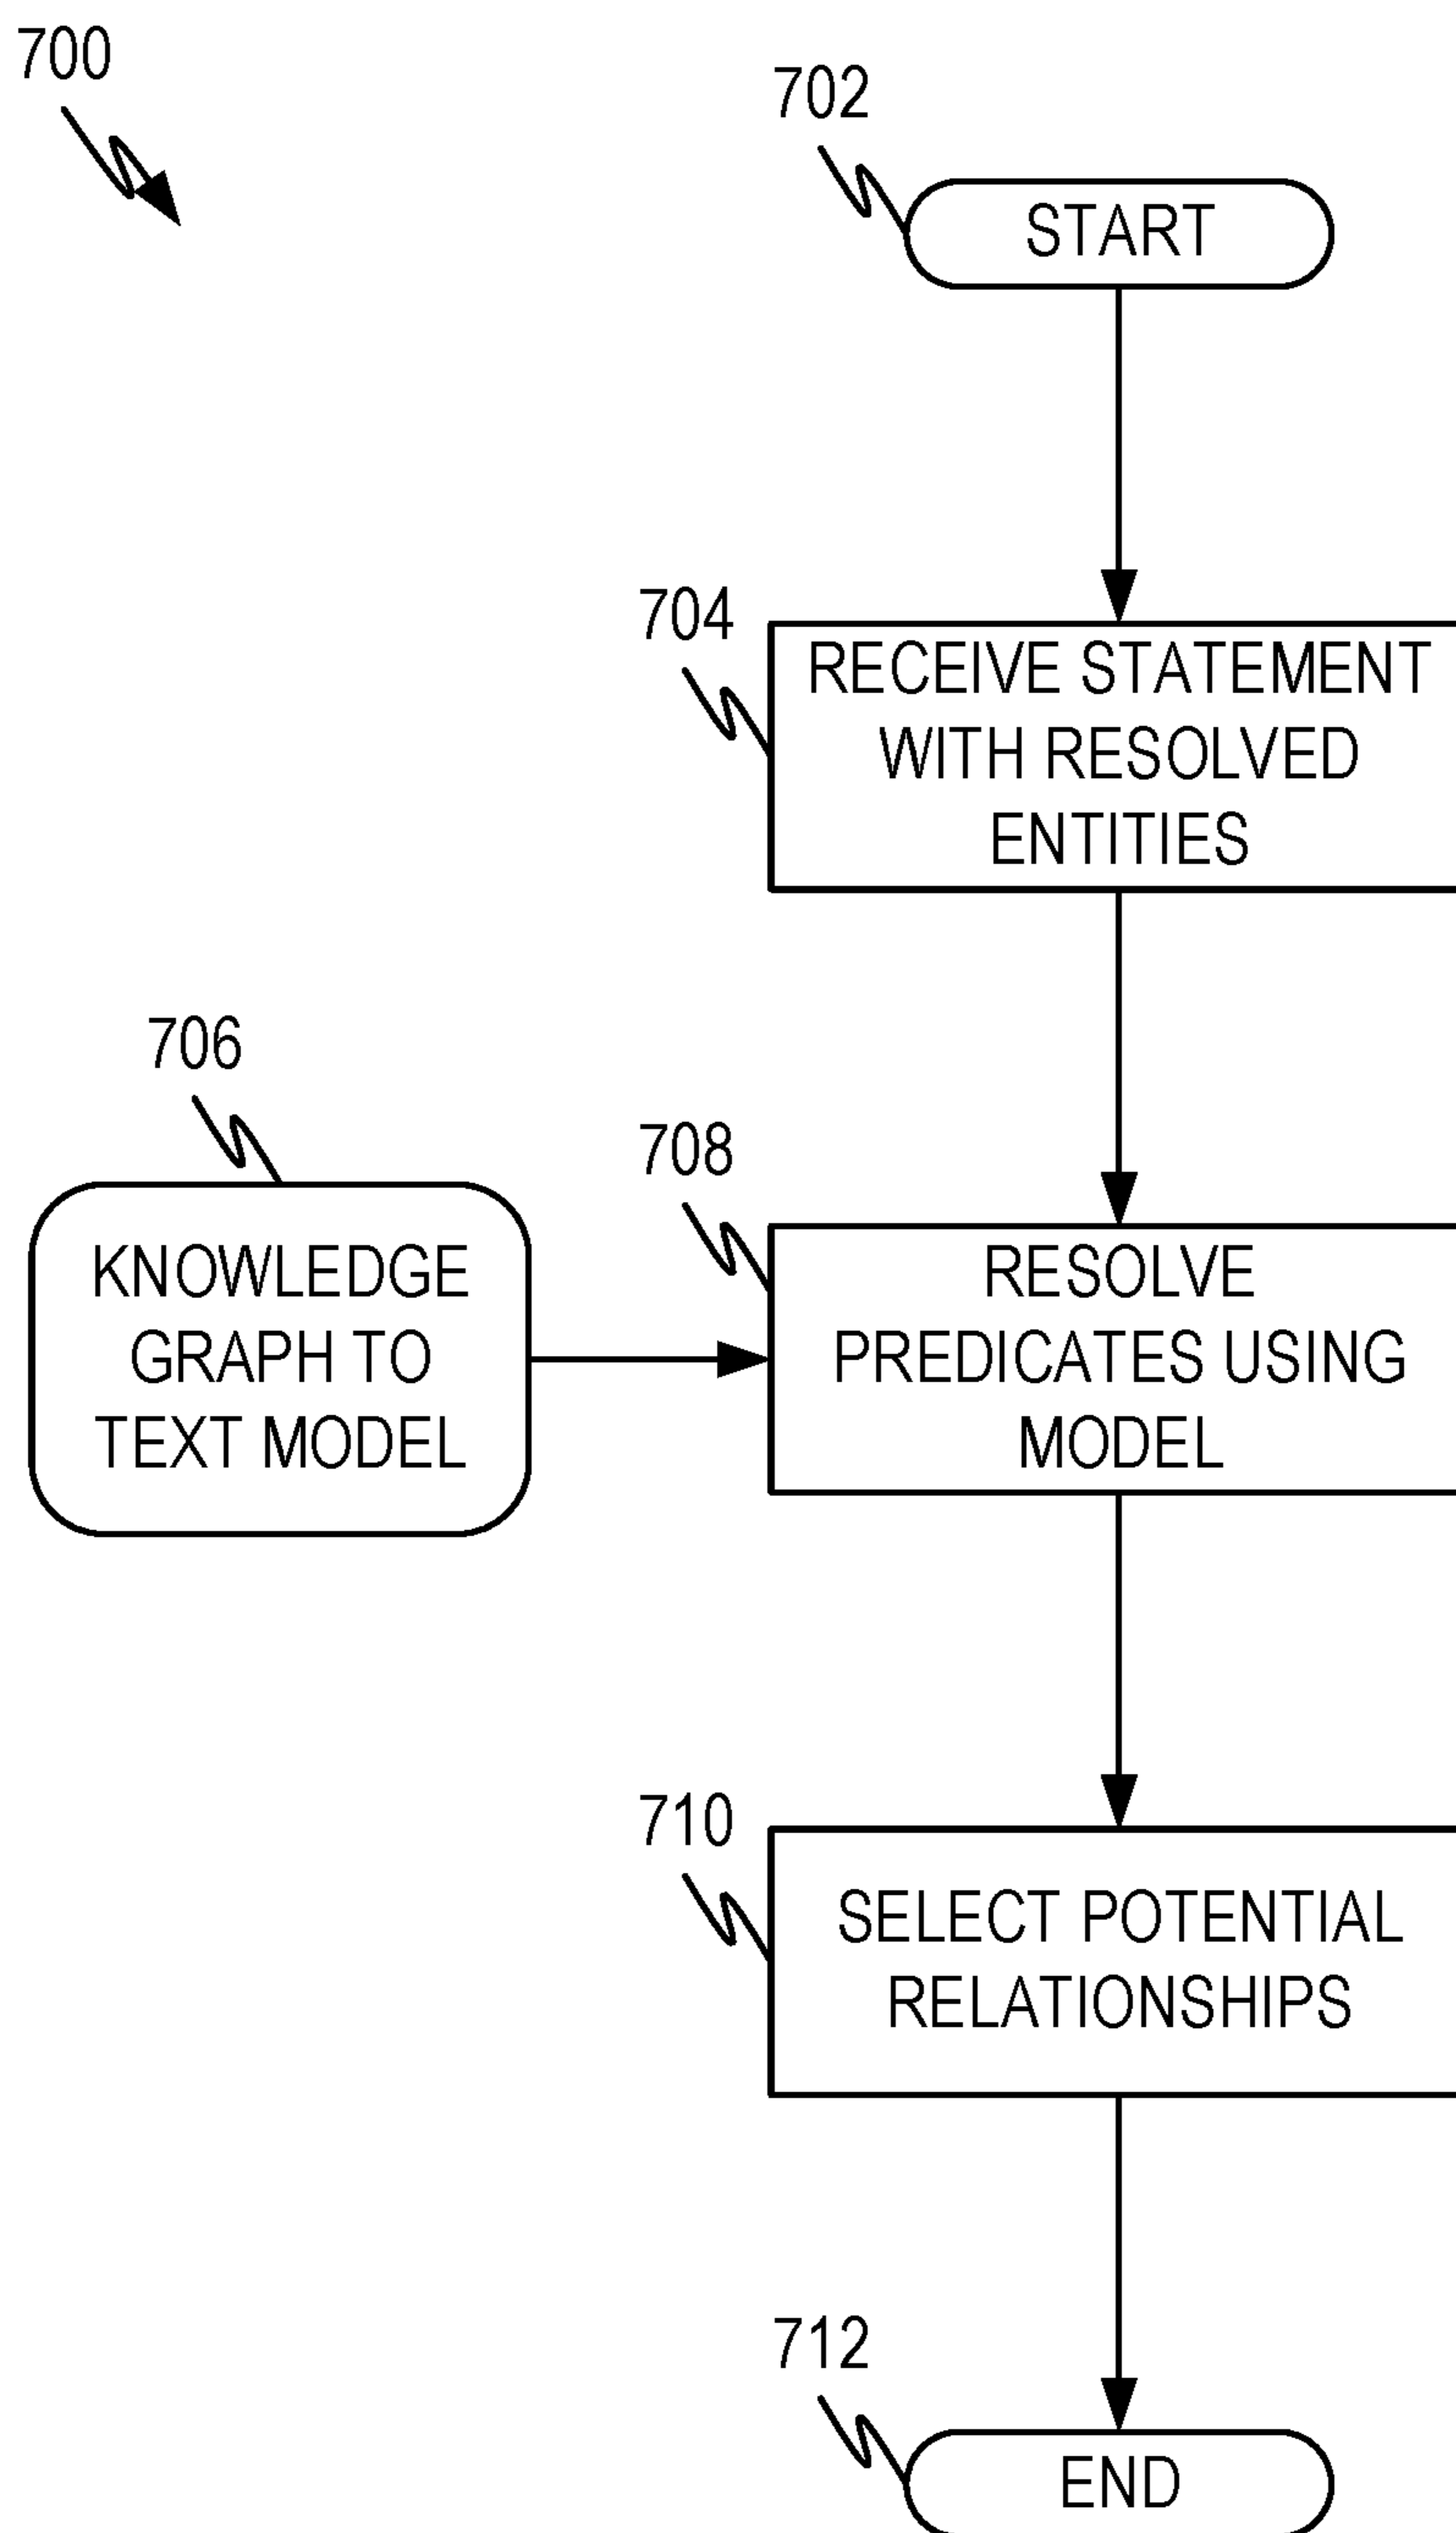 700
702
START
704
RECEIVE STATEMENT
WITH RESOLVED
ENTITIES
706
KNOWLEDGE
GRAPH TO
TEXT MODEL
708
RESOLVE
PREDICATES USING
MODEL
710
SELECT POTENTIAL
RELATIONSHIPS
712
END